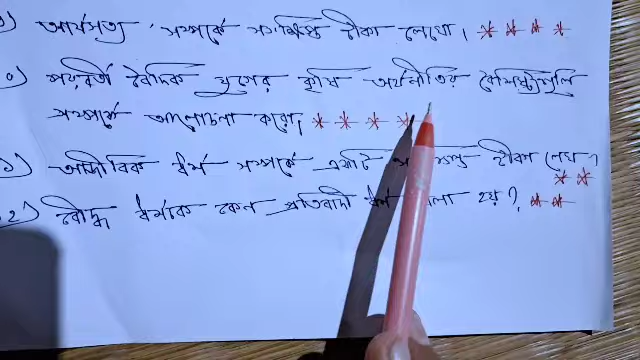 ৯) আর্যসত্য সম্পর্কে সংক্ষিপ্ত টীকা লেখো। * * * *
০) পরবর্তী বৈদিক যুগের কৃষি অর্থনীতির বৈশিষ্ট্যগুলি
সম্পর্কে আলোচনা করো। * * * *
১) আজীবিক ধর্ম সম্পর্কে একটি টীকা লেখ।
* *
২) বৌদ্ধ ধর্মকে কেন প্রতিবাদী ধর্ম বলা হয়? * *